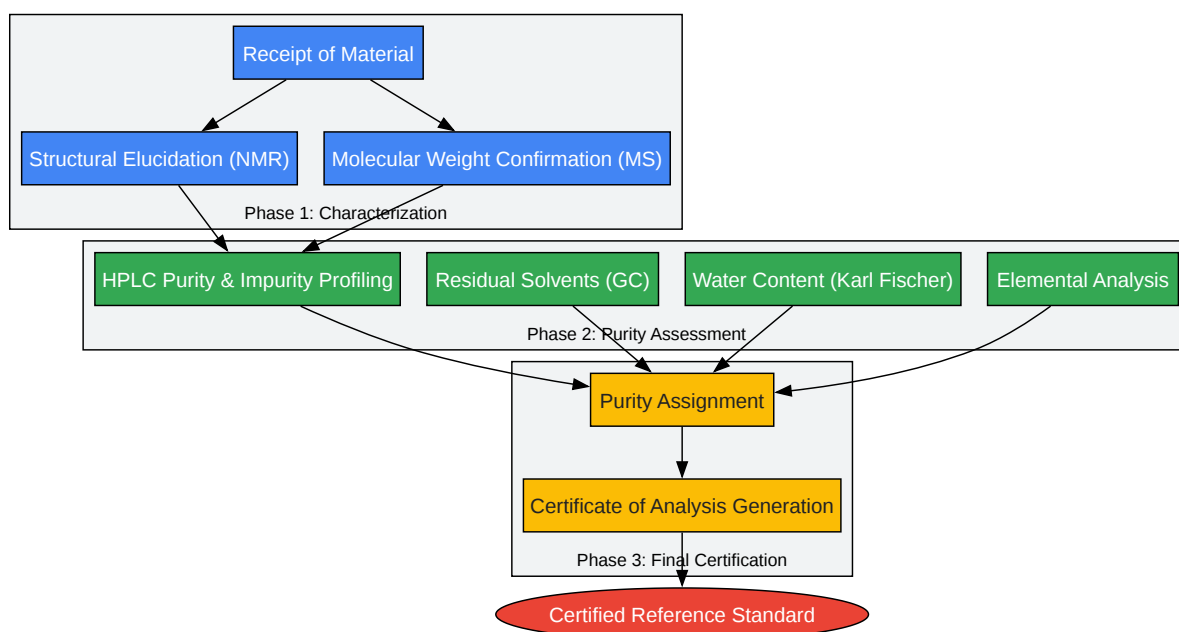 Receipt of Material
Structural Elucidation (NMR)
Molecular Weight Confirmation (MS)
Phase 1: Characterization
HPLC Purity & Impurity Profiling
Residual Solvents (GC)
Water Content (Karl Fischer)
Elemental Analysis
Phase 2: Purity Assessment
Purity Assignment
Certificate of Analysis Generation
Phase 3: Final Certification
Certified Reference Standard